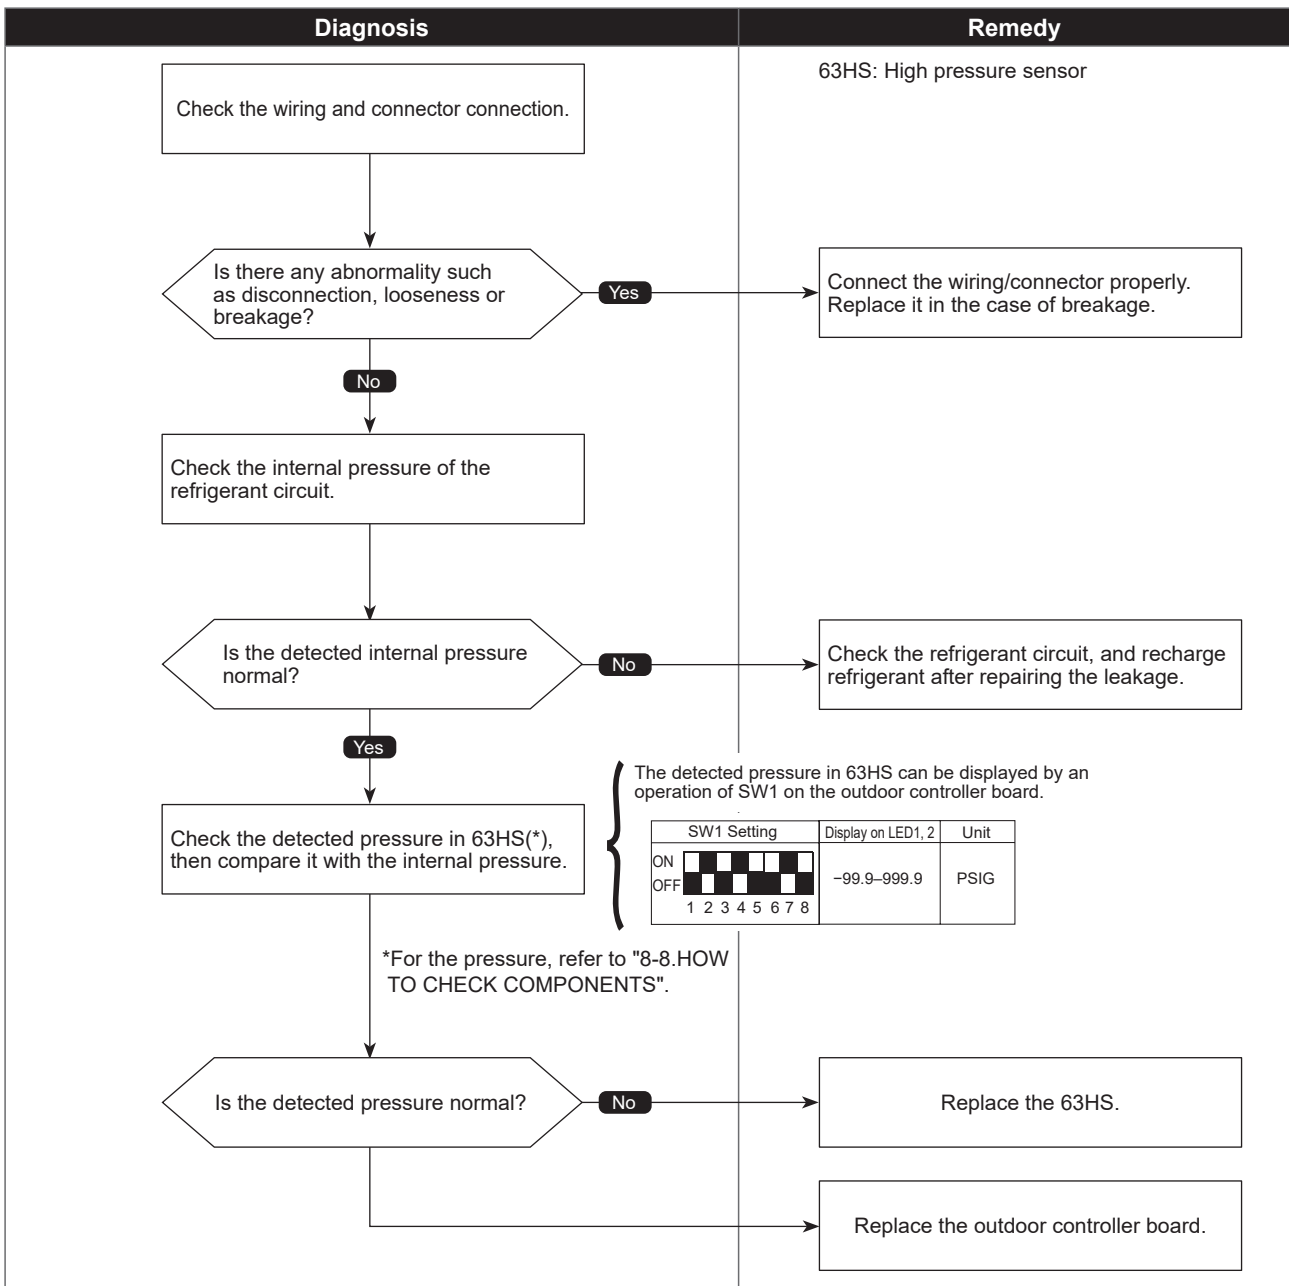 Diagnosis
Remedy
63HS: High pressure sensor
Check the wiring and connector connection.
Is there any abnormality such
as disconnection, looseness or
breakage?
Yes
Connect the wiring/connector properly.
Replace it in the case of breakage.
No
Check the internal pressure of the
refrigerant circuit.
Is the detected internal pressure
normal?
No
Check the refrigerant circuit, and recharge
refrigerant after repairing the leakage.
Yes
Check the detected pressure in 63HS(*),
then compare it with the internal pressure.
The detected pressure in 63HS can be displayed by an
operation of SW1 on the outdoor controller board.
SW1 Setting
Display on LED1, 2
Unit
ON
OFF
1 2 3 4 5 6 7 8
−99.9–999.9
PSIG
*For the pressure, refer to "8-8.HOW
TO CHECK COMPONENTS".
Is the detected pressure normal?
No
Replace the 63HS.
Replace the outdoor controller board.